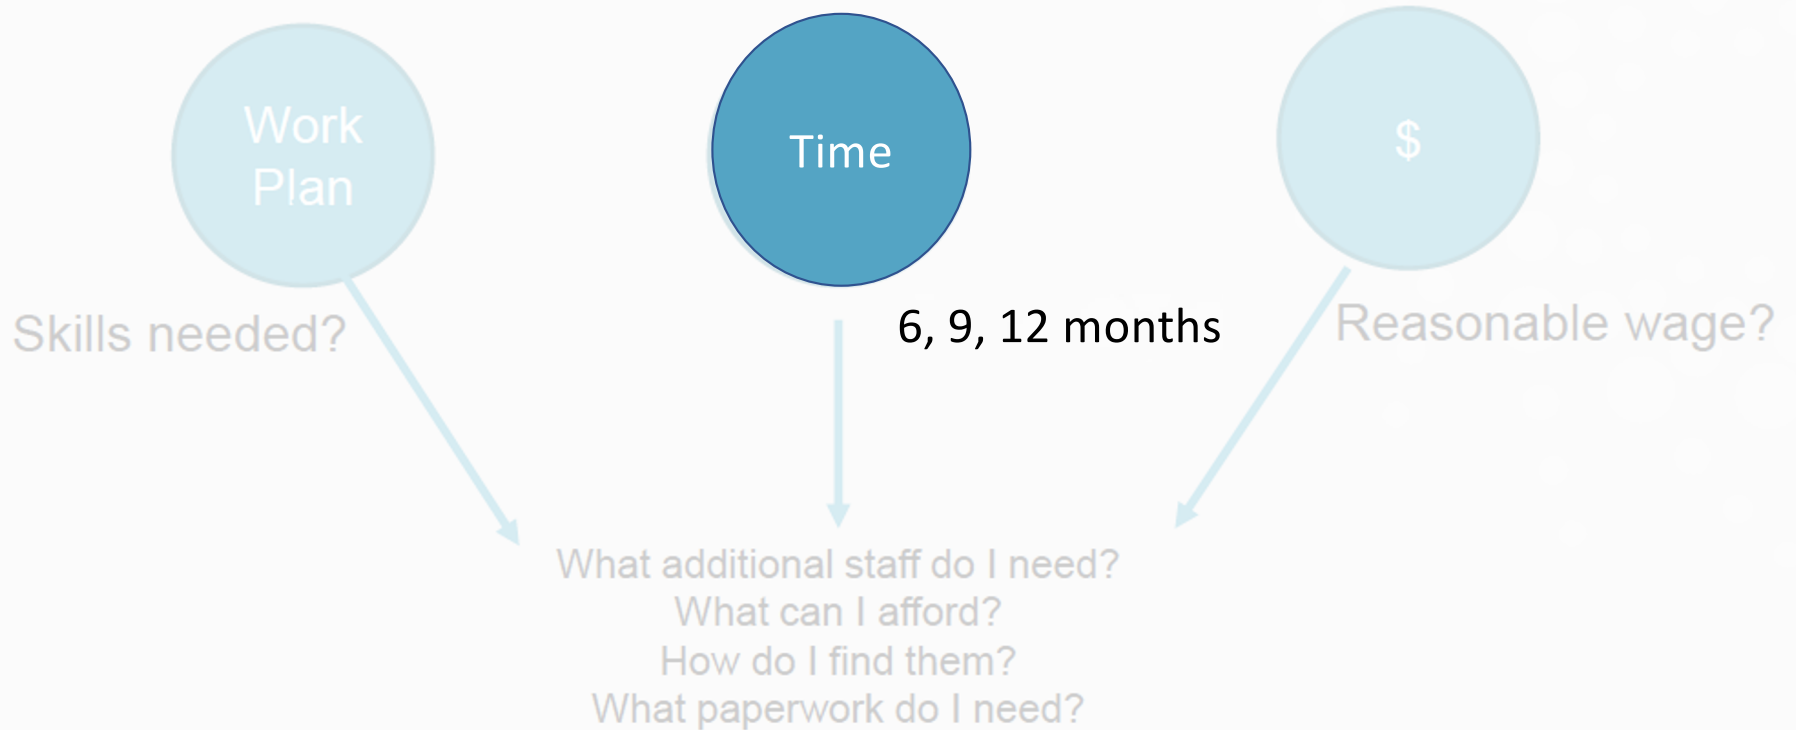 Work
Plan
Time
$
Skills needed?
6, 9, 12 months
Reasonable wage?
What additional staff do I need?
What can I afford?
How do I find them?
What paperwork do I need?